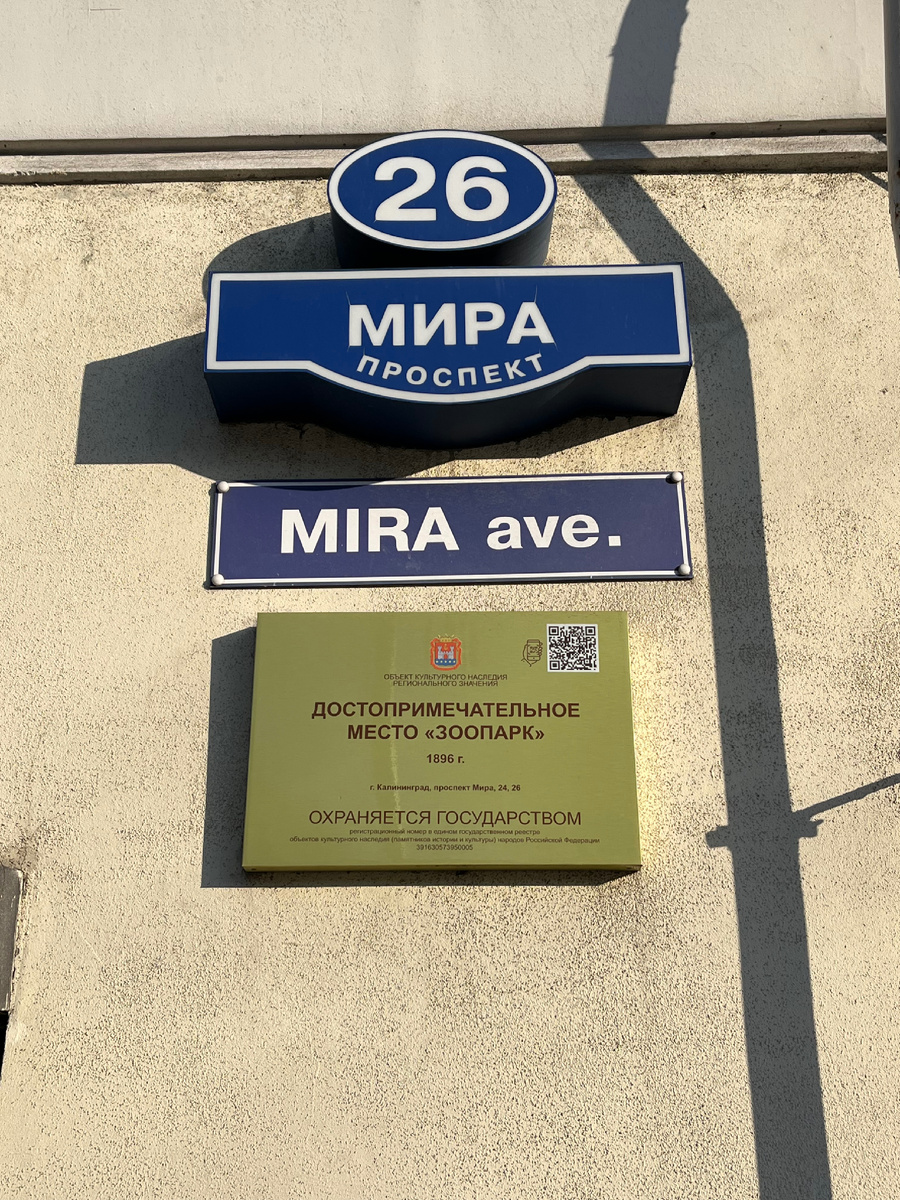 26
МИРА
ПРОСПЕКТ
MIRA ave.
ОБЪЕКТ КУЛЬТУРНОГО НАСЛЕДИЯ
РЕГИОНАЛЬНОГО ЗНАЧЕНИЯ
ДОСТОПРИМЕЧАТЕЛЬНОЕ
МЕСТО «ЗООПАРК»
1896 г.
г. Калининград, проспект Мира, 24, 26
ОХРАНЯЕТСЯ ГОСУДАРСТВОМ
регистрационный номер в едином государственном реестре
объектов культурного наследия (памятников истории и культуры) народов Российской Федерации
391630573950005